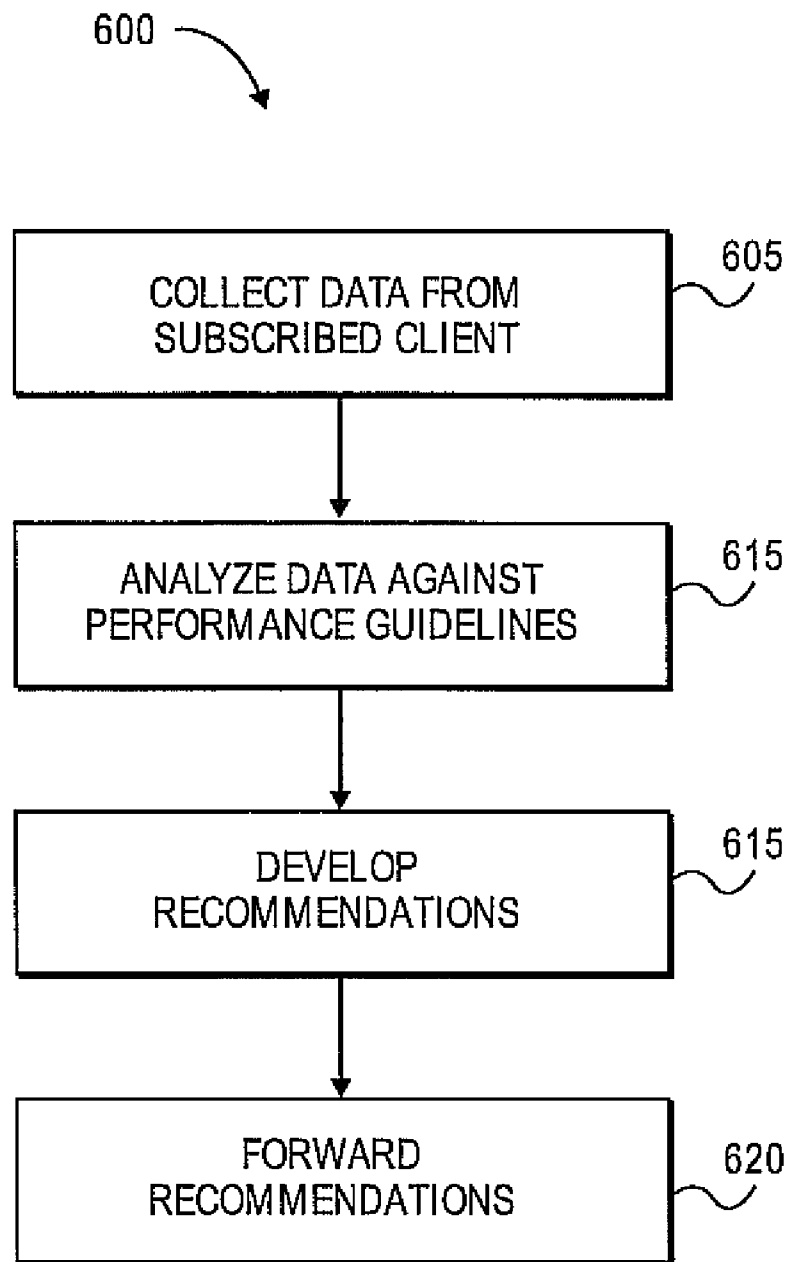 600
COLLECT DATA FROM
SUBSCRIBED CLIENT
605
ANALYZE DATA AGAINST
PERFORMANCE GUIDELINES
615
DEVELOP
RECOMMENDATIONS
615
FORWARD
RECOMMENDATIONS
620